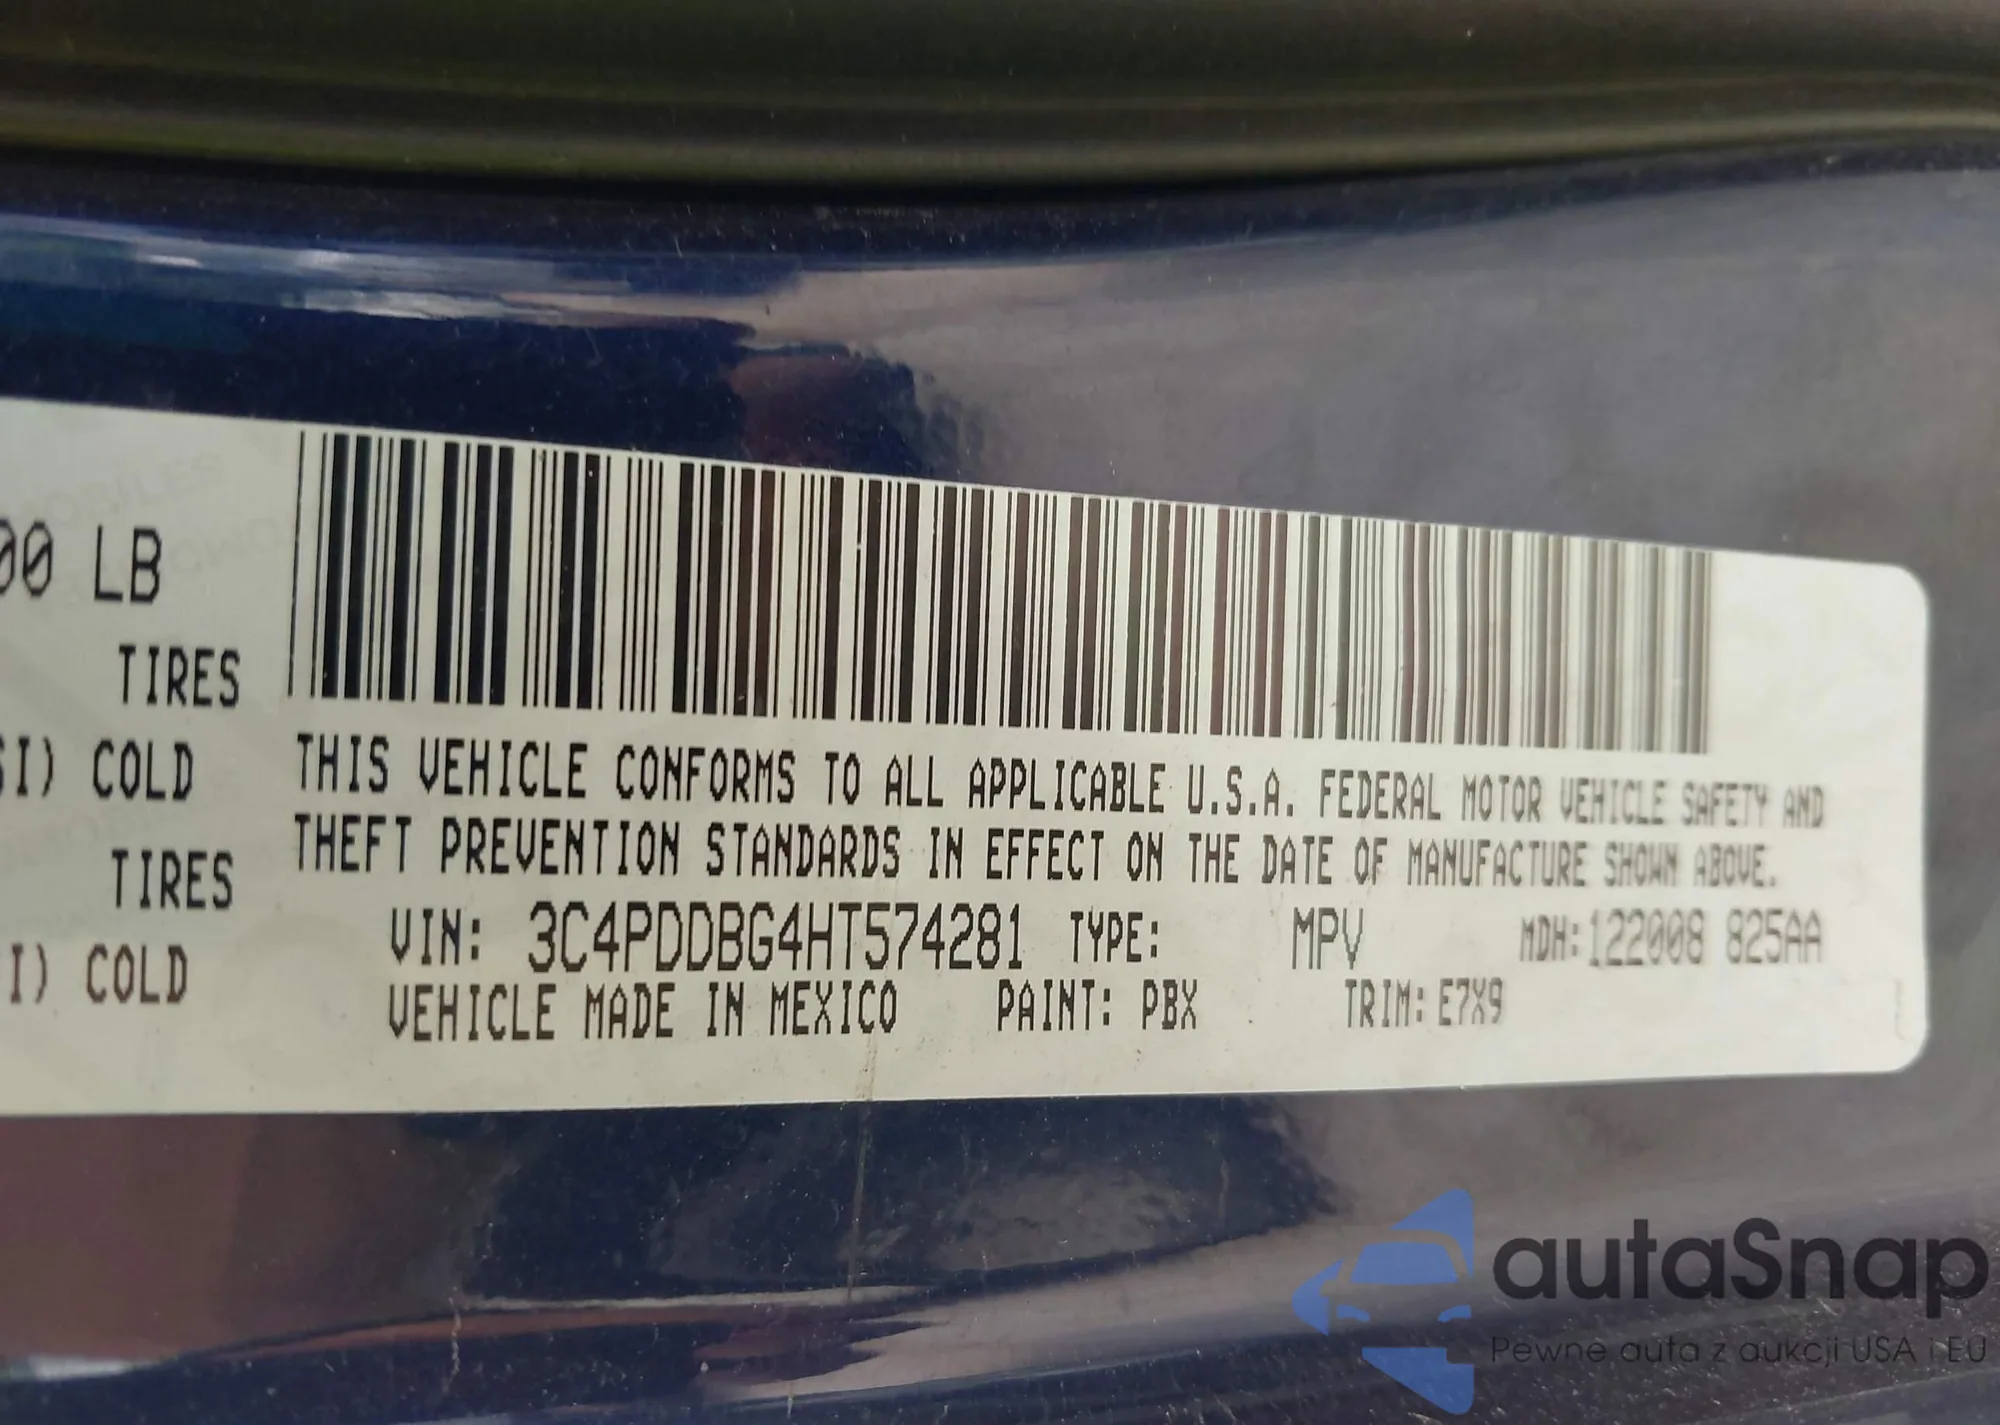 00 LB
TIRES
SI) COLD
THIS VEHICLE CONFORMS TO ALL APPLICABLE U.S.A. FEDERAL MOTOR VEHICLE SAFETY AND
THEFT PREVENTION STANDARDS IN EFFECT ON THE DATE OF MANUFACTURE SHOWN ABOVE.
TIRES
VIN: 3C4PDDBG4HT574281 TYPE: MPV MDH:122008 825AA
I) COLD
VEHICLE MADE IN MEXICO PAINT: PBX TRIM: E7X9
autaSnap
Pewne auta z aukcji USA i EU